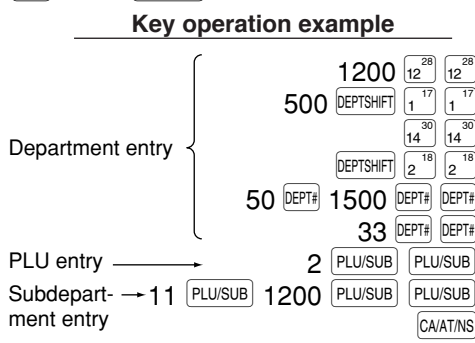 Key operation example
1200 12 28 12 28
500 DEPTSHIFT 1 17 1 17
14 30 14 30
Department entry
DEPTSHIFT 2 18 2 18
50 DEPT# 1500 DEPT# DEPT#
33 DEPT# DEPT#
PLU entry 2 PLU/SUB PLU/SUB
Subdepart- 11 PLU/SUB 1200 PLU/SUB PLU/SUB
ment entry
CA/AT/NS